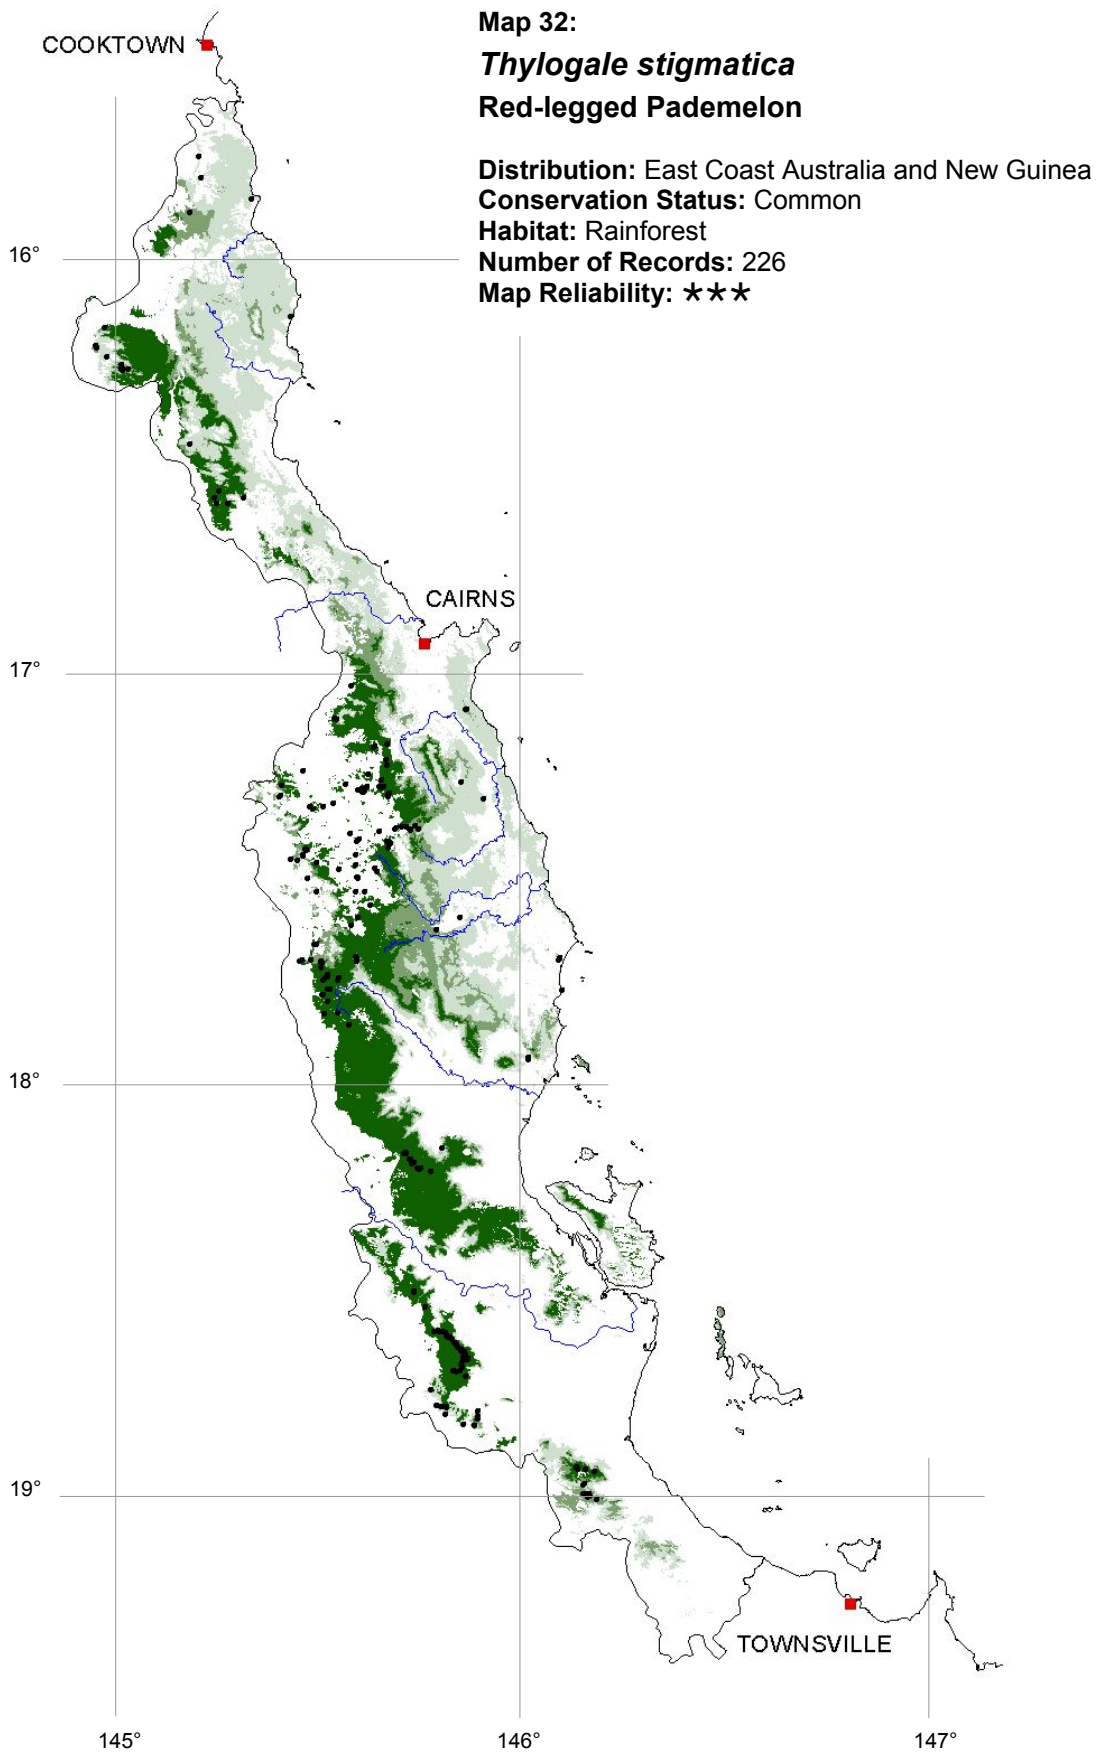 Map 32:
Thylogale stigmatica
Red-legged Pademelon
Distribution: East Coast Australia and New Guinea
Conservation Status: Common
Habitat: Rainforest
Number of Records: 226
Map Reliability: ***
COOKTOWN
16°
CAIRNS
17°
18°
19°
TOWNSVILLE
145°
146°
147°